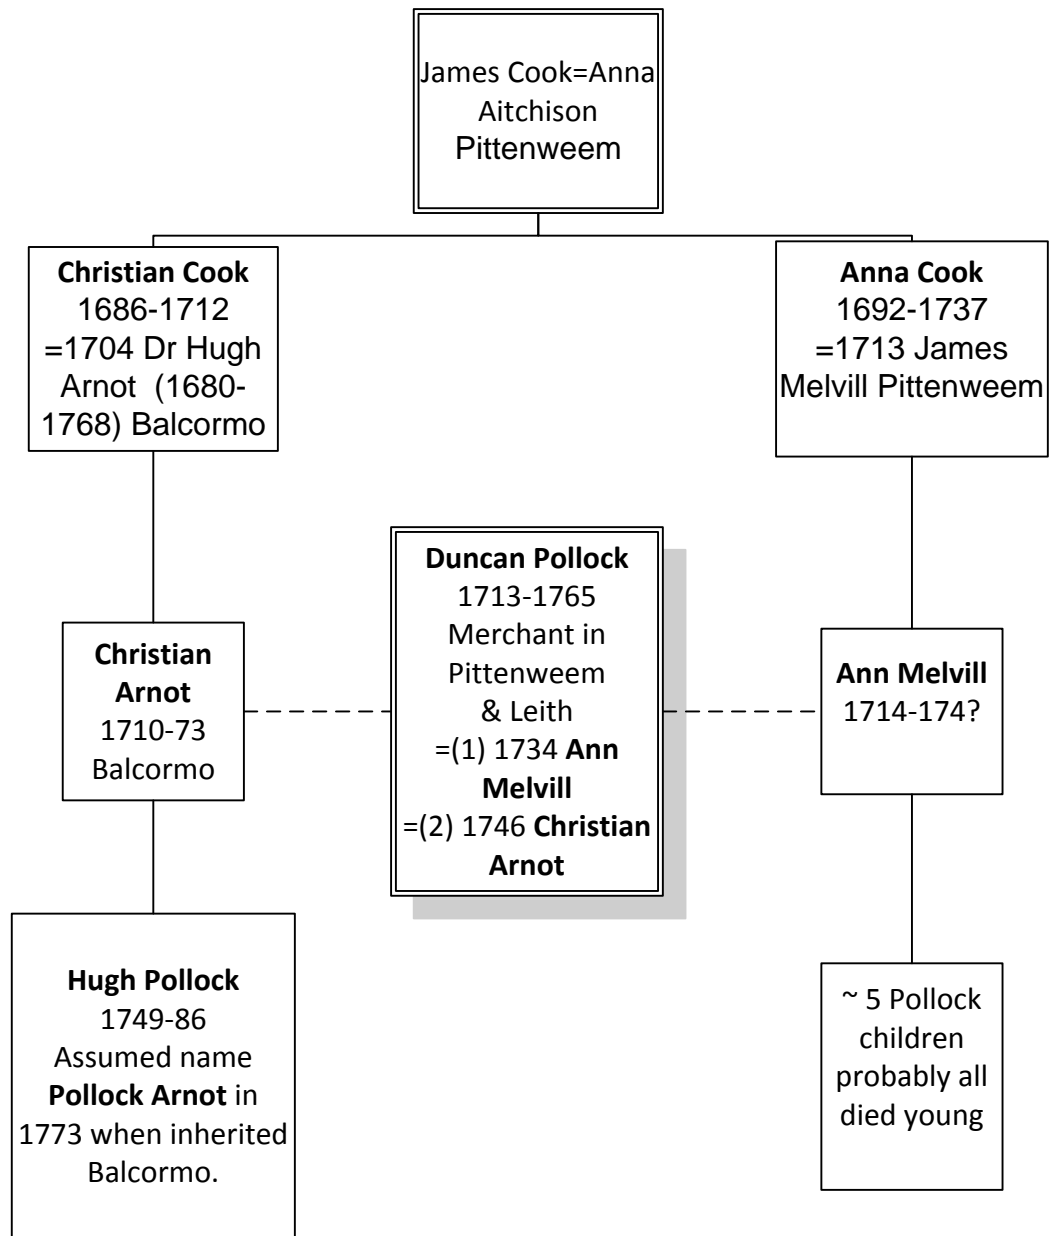 James Cook=Anna
Aitchison
Pittenweem
Christian Cook
1686-1712
=1704 Dr Hugh
Arnot (1680-
1768) Balcormo
Anna Cook
1692-1737
=1713 James
Melvill Pittenweem
Duncan Pollock
1713-1765
Merchant in
Pittenweem
& Leith
=(1) 1734 Ann
Melvill
=(2) 1746 Christian
Arnot
Christian
Arnot
1710-73
Balcormo
Ann Melvill
1714-174?
Hugh Pollock
1749-86
Assumed name
Pollock Arnot in
1773 when inherited
Balcormo.
~ 5 Pollock
children
probably all
died young